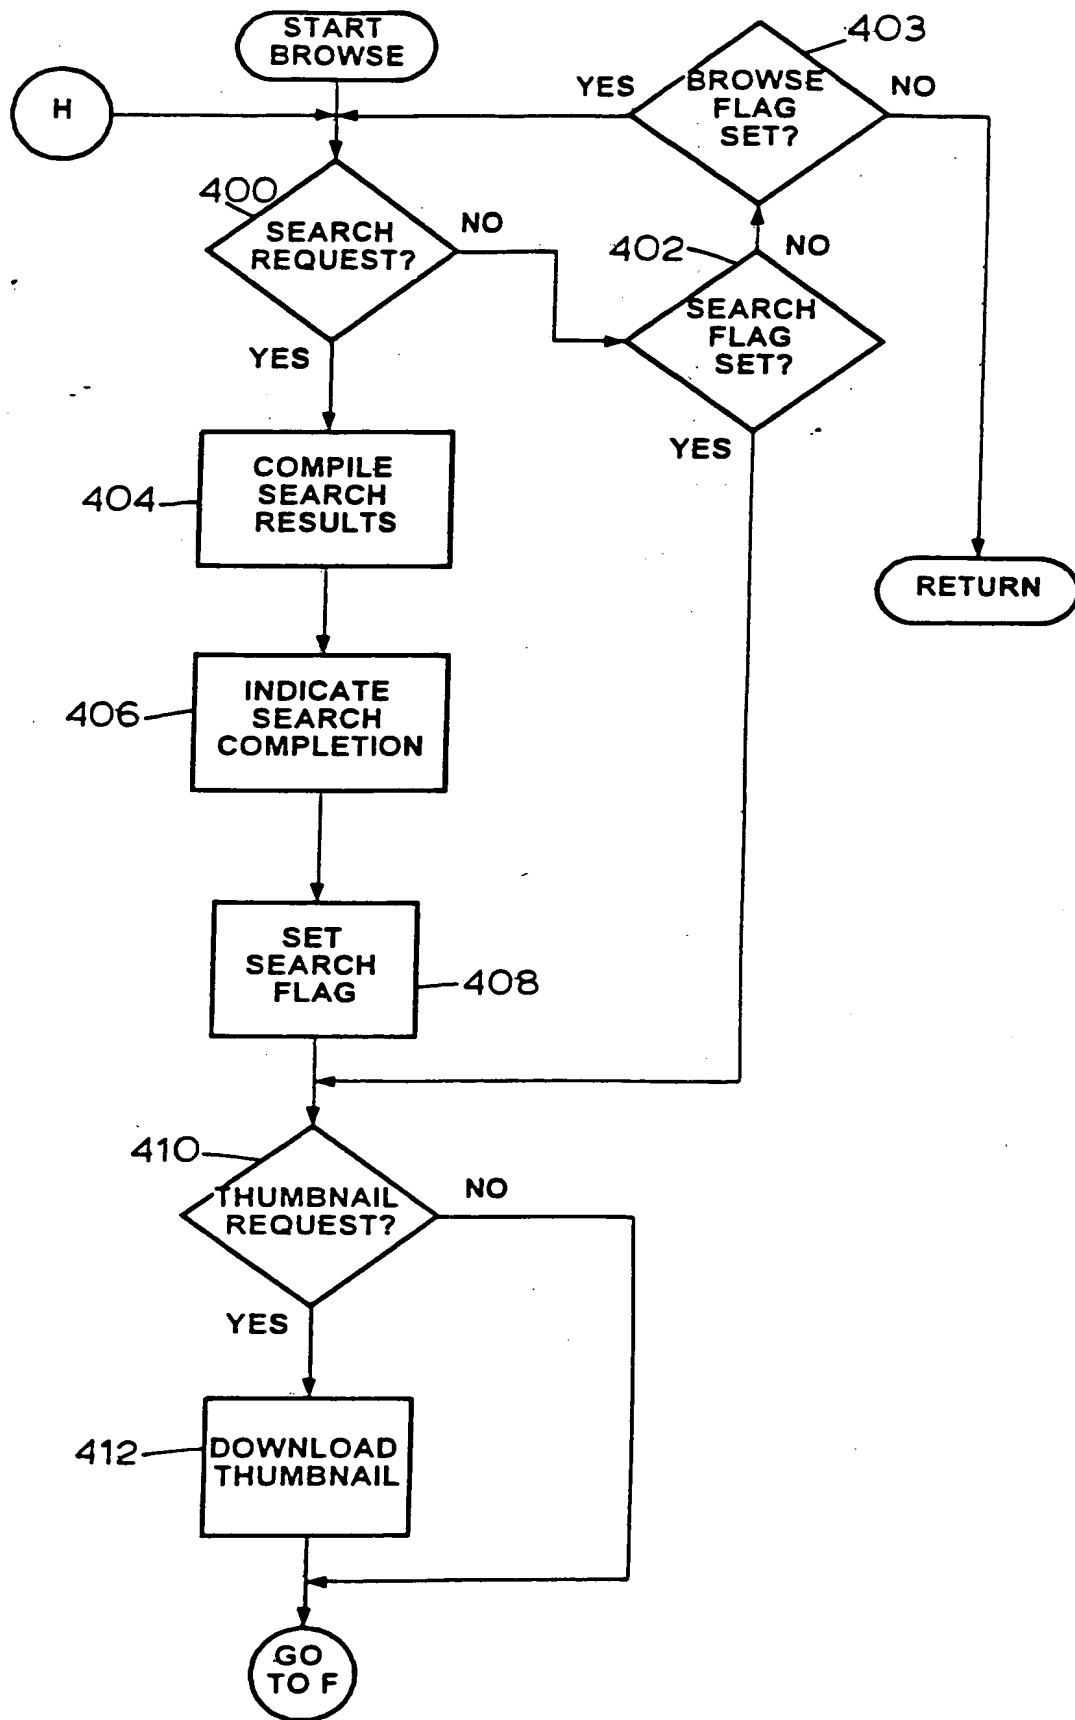 START
BROWSE
H
403
YES
BROWSE
FLAG
SET?
NO
400
SEARCH
REQUEST?
NO
402
NO
SEARCH
FLAG
SET?
YES
YES
COMPILE
SEARCH
RESULTS
404
RETURN
INDICATE
SEARCH
COMPLETION
406
SET
SEARCH
FLAG
408
410
THUMBNAIL
REQUEST?
NO
YES
412
DOWNLOAD
THUMBNAIL
GO
TO F